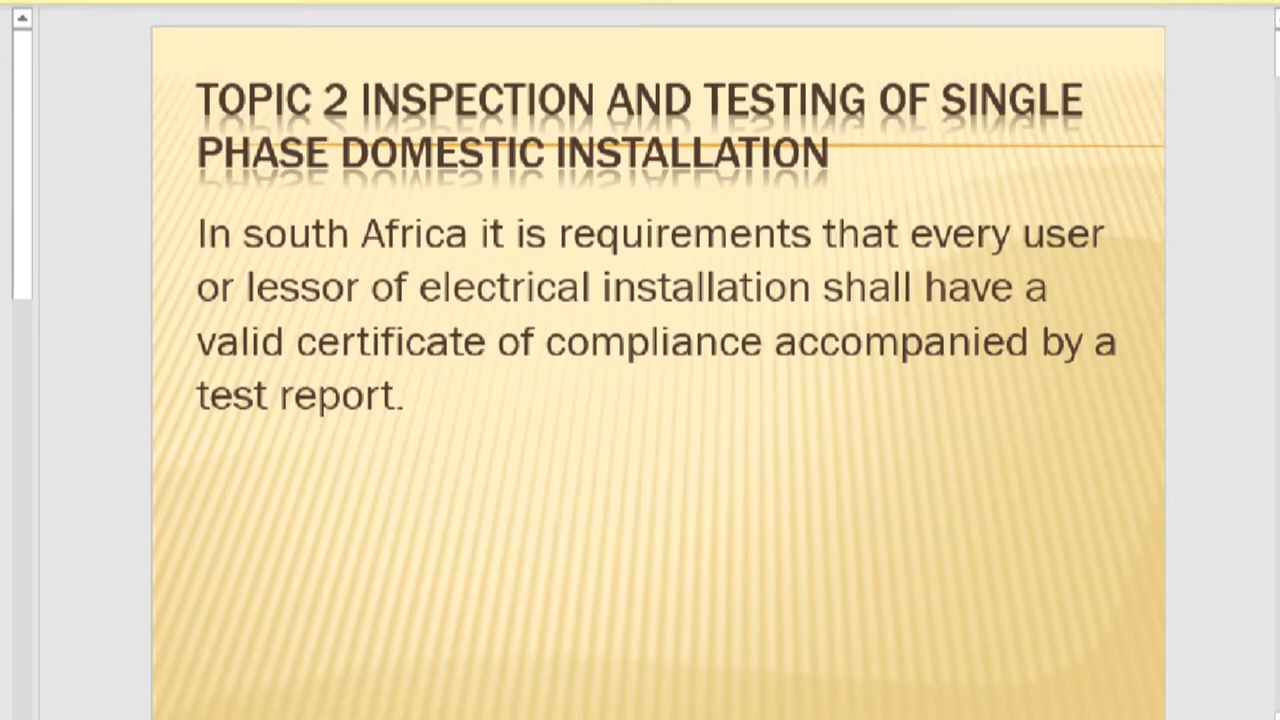 TOPIC 2 INSPECTION AND TESTING OF SINGLE
PHASE DOMESTIC INSTALLATION
In south Africa it is requirements that every user
or lessor of electrical installation shall have a
valid certificate of compliance accompanied by a
test report.